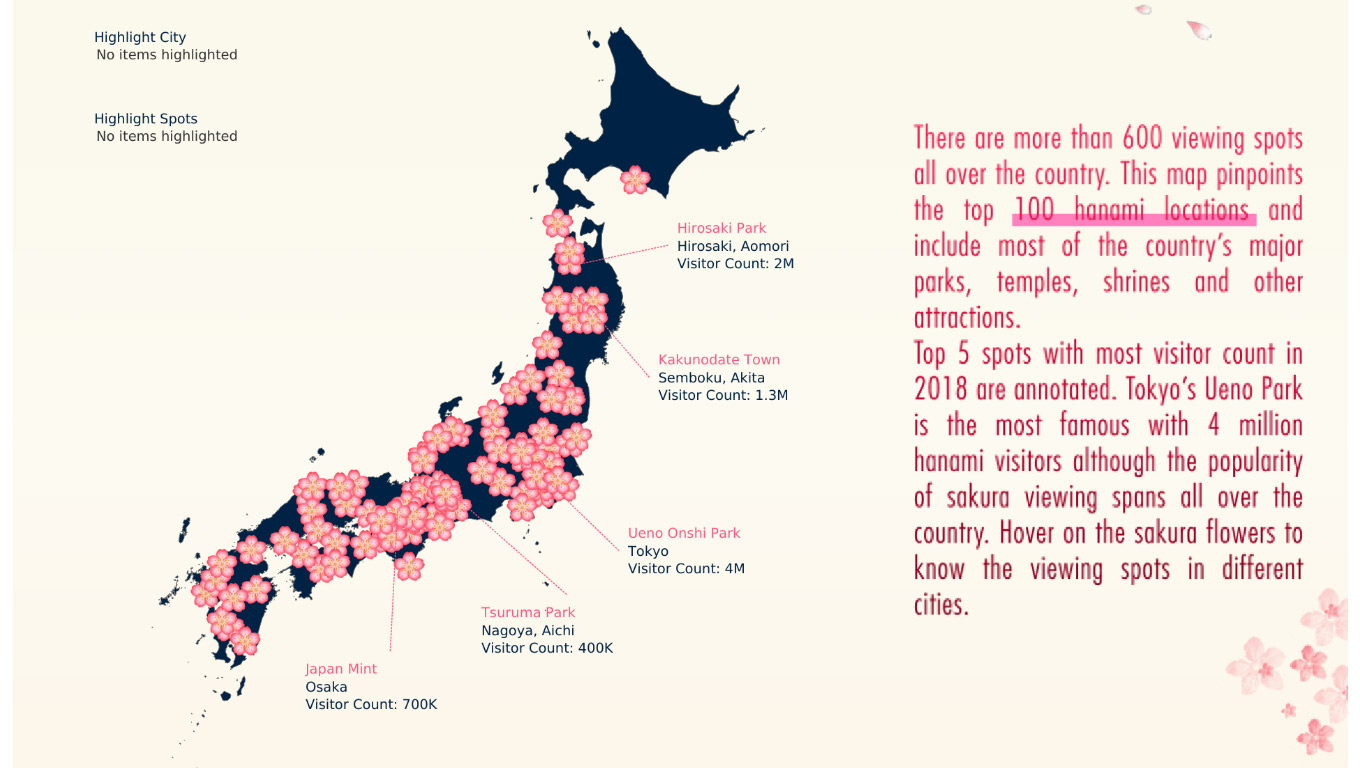 Highlight City
No items highlighted
Highlight Spots
No items highlighted
Hirosaki Park
Hirosaki, Aomori
Visitor Count: 2M
Kakunodate Town
Semboku, Akita
Visitor Count: 1.3M
Ueno Onshi Park
Tokyo
Visitor Count: 4M
Tsuruma Park
Nagoya, Aichi
Visitor Count: 400K
Japan Mint
Osaka
Visitor Count: 700K
There are more than 600 viewing spots
all over the country. This map pinpoints
the top 100 hanami locations and
include most of the country's major
parks, temples, shrines and other
attractions.
Top 5 spots with most visitor count in
2018 are annotated. Tokyo's Ueno Park
is the most famous with 4 million
hanami visitors although the popularity
of sakura viewing spans all over the
country. Hover on the sakura flowers to
know the viewing spots in different
cities.